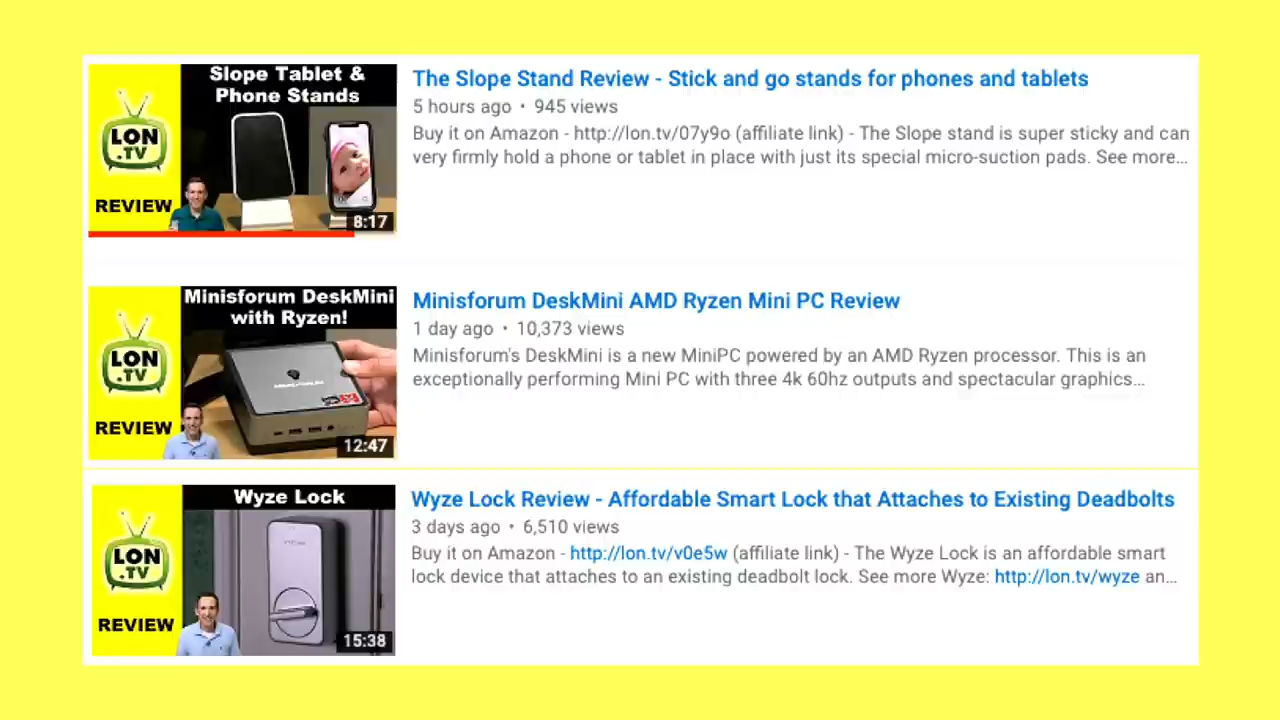 Slope Tablet &
Phone Stands
LON
.TV
REVIEW
8:17
The Slope Stand Review - Stick and go stands for phones and tablets
5 hours ago • 945 views
Buy it on Amazon - http://lon.tv/07y9o (affiliate link) - The Slope stand is super sticky and can
very firmly hold a phone or tablet in place with just its special micro-suction pads. See more...
Minisforum DeskMini
with Ryzen!
LON
.TV
REVIEW
12:47
Minisforum DeskMini AMD Ryzen Mini PC Review
1 day ago • 10,373 views
Minisforum's DeskMini is a new MiniPC powered by an AMD Ryzen processor. This is an
exceptionally performing Mini PC with three 4k 60hz outputs and spectacular graphics...
Wyze Lock
LON
.TV
REVIEW
15:38
Wyze Lock Review - Affordable Smart Lock that Attaches to Existing Deadbolts
3 days ago • 6,510 views
Buy it on Amazon - http://lon.tv/v0e5w (affiliate link) - The Wyze Lock is an affordable smart
lock device that attaches to an existing deadbolt lock. See more Wyze: http://lon.tv/wyze an...